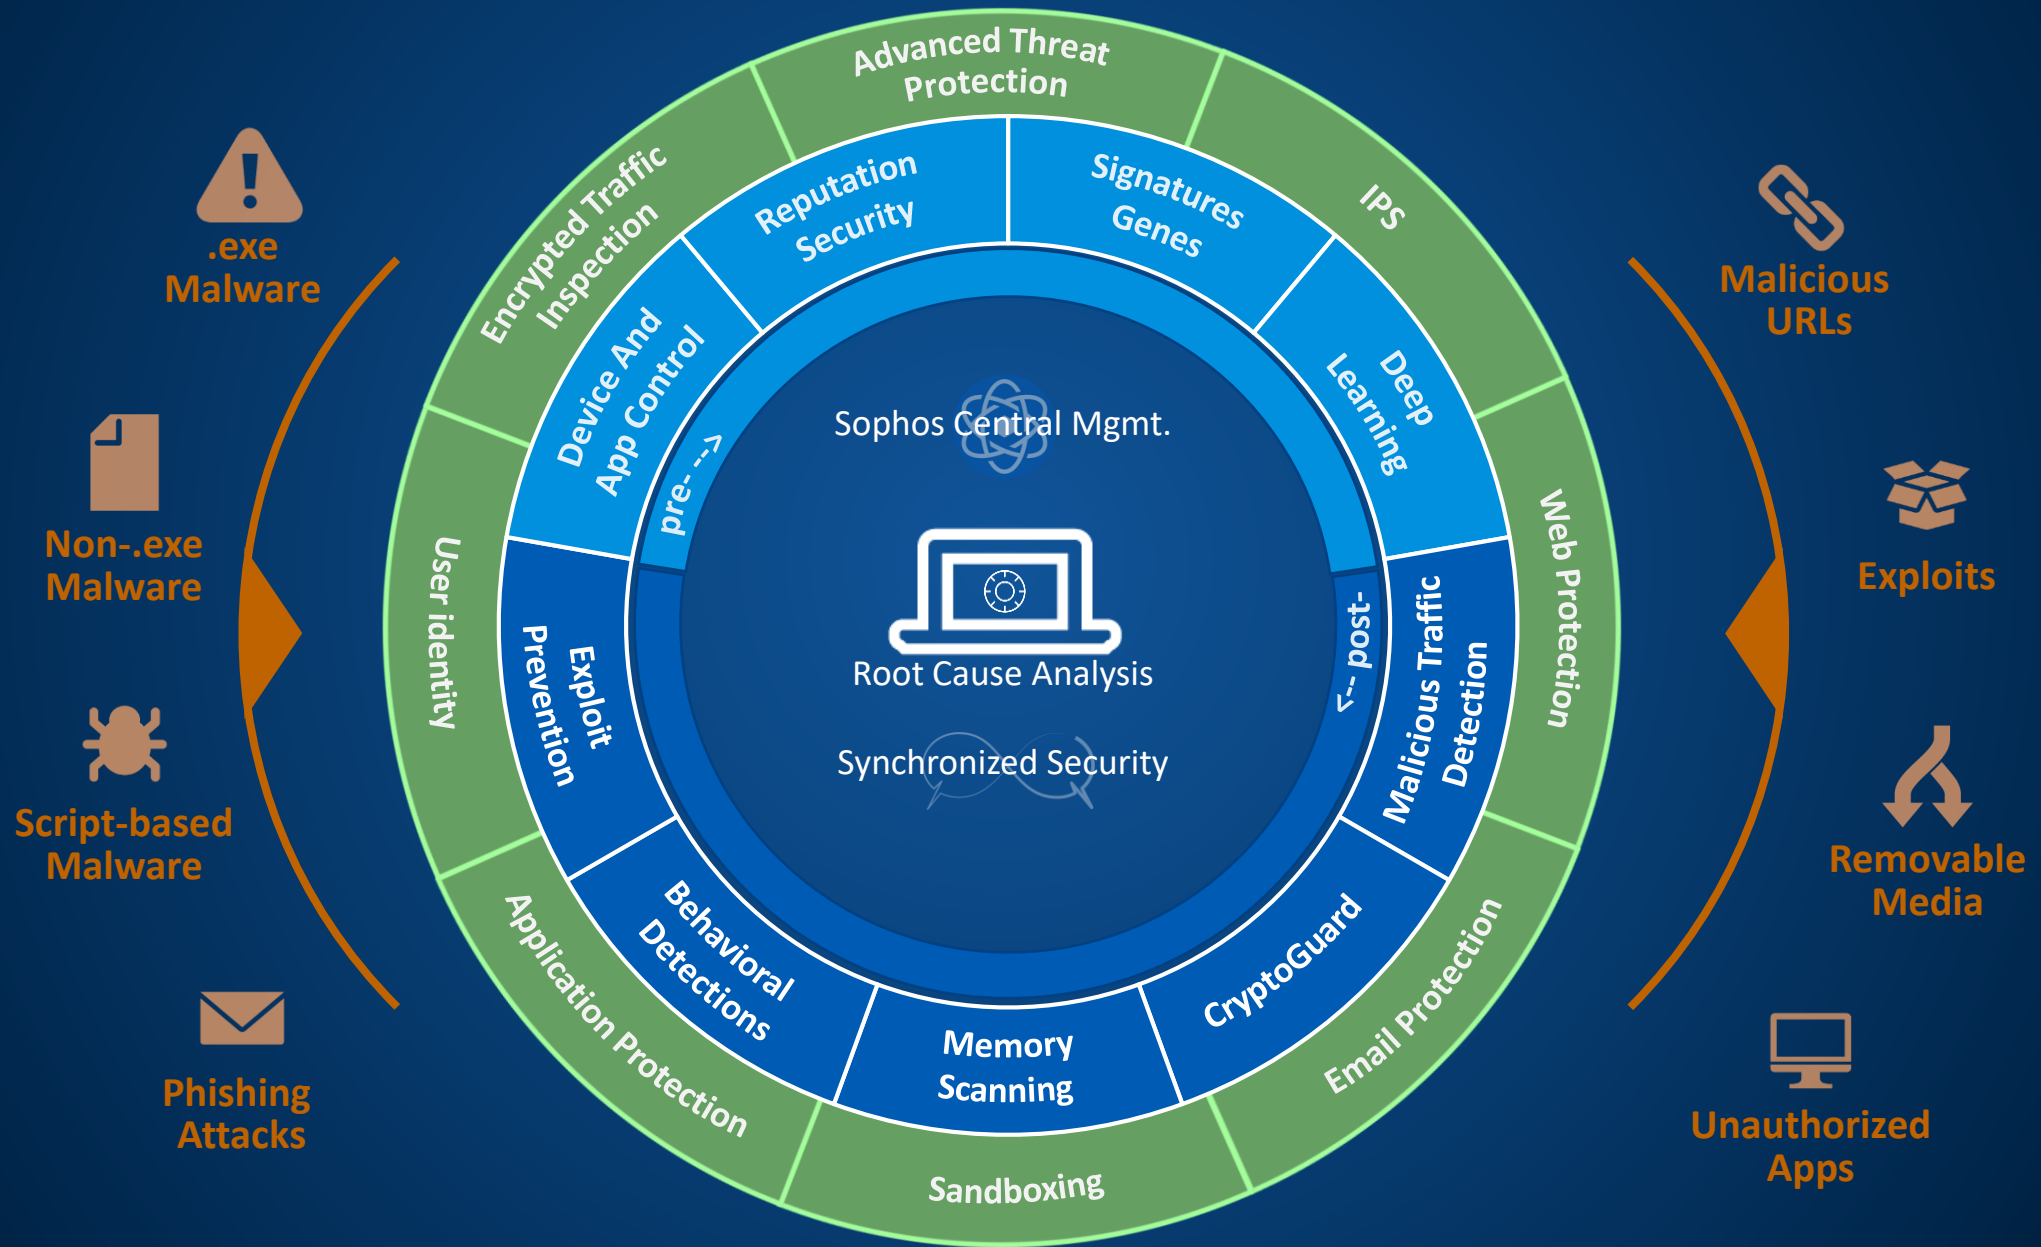 Advanced Threat
Protection
IPS
Web Protection
Email Protection
Sandboxing
Application Protection
User identity
Encrypted Traffic
Inspection
Reputation
Security
Signatures
Genes
Deep
Learning
Malicious Traffic
Detection
CryptoGuard
Memory
Scanning
Behavioral
Detections
Exploit
Prevention
Device And
App Control
pre- --->
<--- post-
Sophos Central Mgmt.
Root Cause Analysis
Synchronized Security
.exe
Malware
Non-.exe
Malware
Script-based
Malware
Phishing
Attacks
Malicious
URLs
Exploits
Removable
Media
Unauthorized
Apps